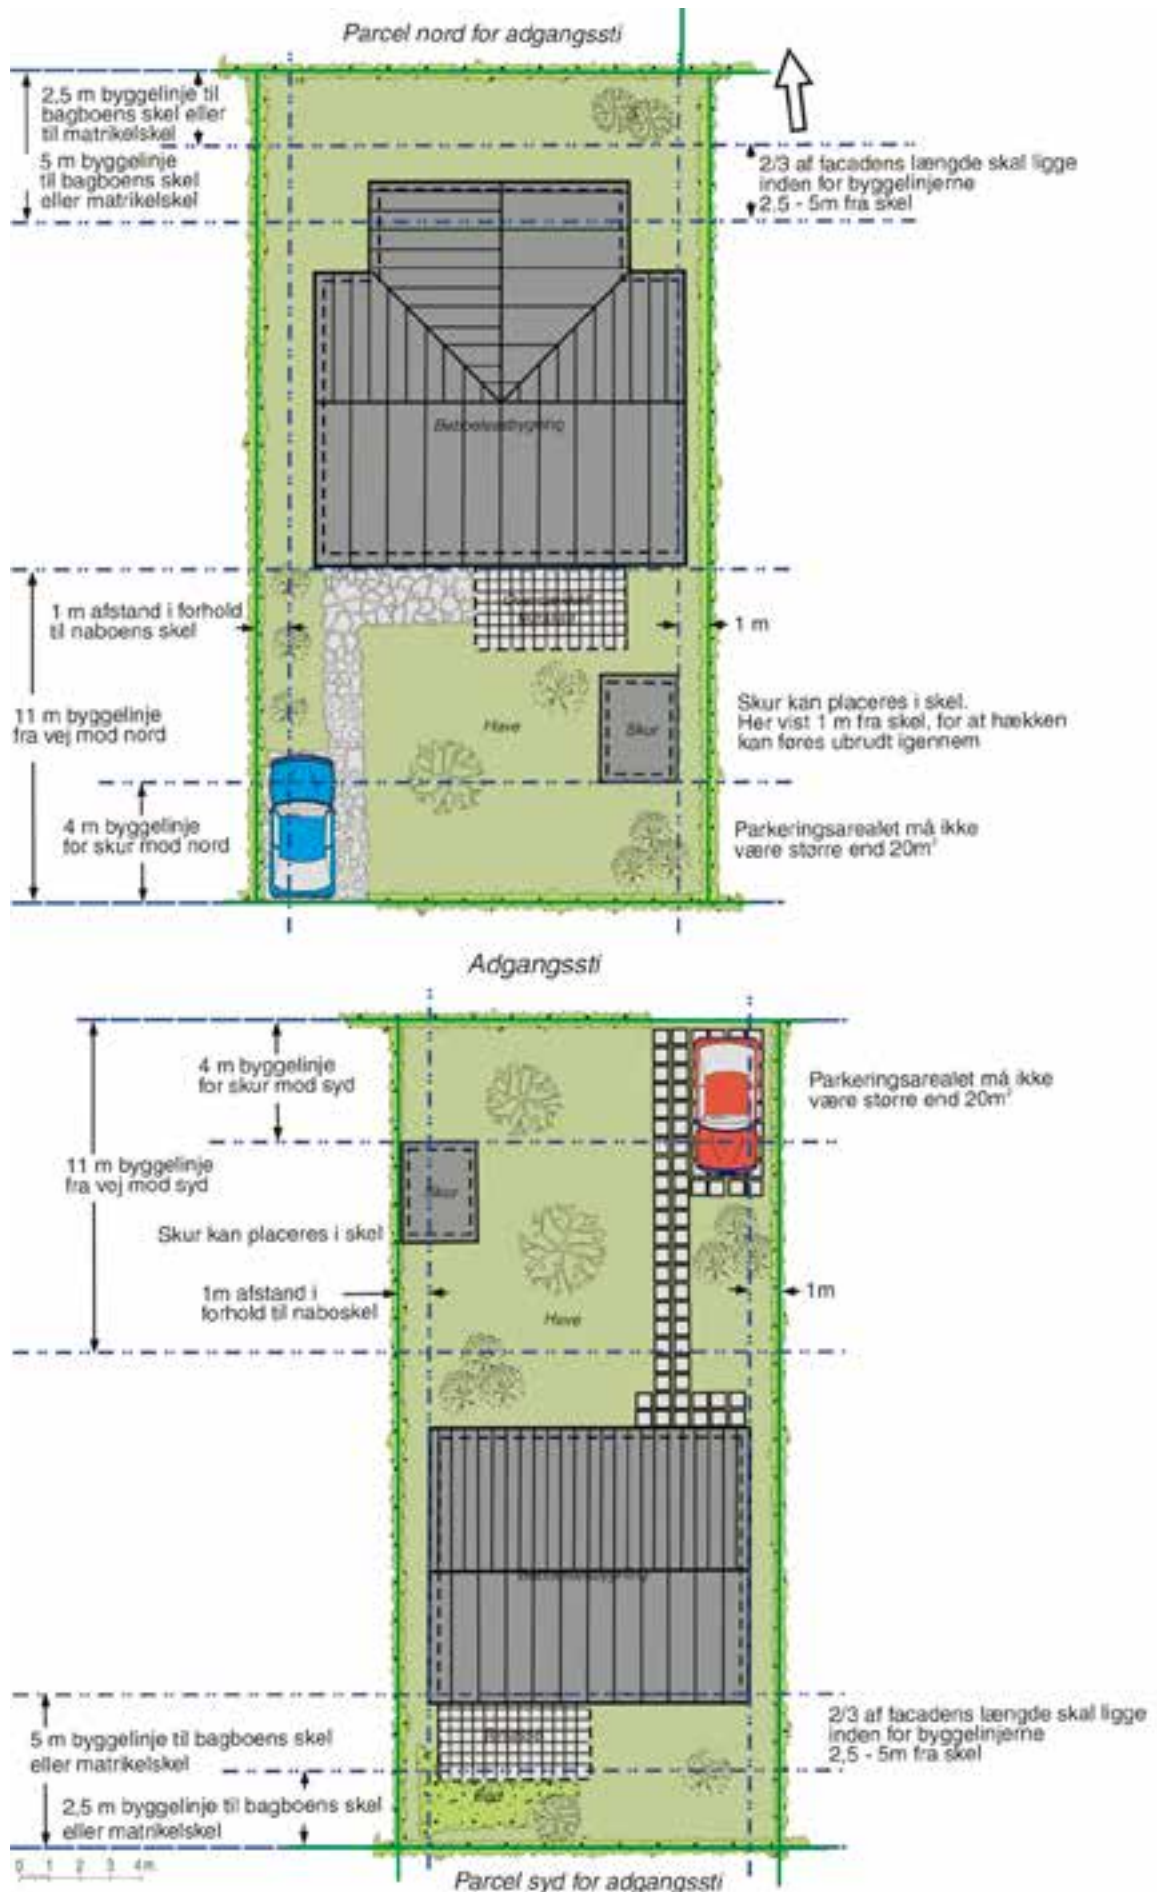 Parcel nord for adgangssti
2,5 m byggelinje til
bagboens skel eller
til matrikelskel
5 m byggelinje
til bagboens skel
eller matrikelskel
2/3 af facadens længde skal ligge
inden for byggelinjerne
2,5 - 5m fra skel
Beboelsesbygning
1 m afstand i forhold
til naboens skel
1 m
11 m byggelinje
fra vej mod nord
Have
Skur
Skur kan placeres i skel.
Her vist 1 m fra skel, for at hækken
kan føres ubrudt igennem
4 m byggelinje
for skur mod nord
Parkeringsarealet må ikke
være større end 20m²
Adgangssti
4 m byggelinje
for skur mod syd
Parkeringsarealet må ikke
være større end 20m²
11 m byggelinje
fra vej mod syd
Skur
Skur kan placeres i skel
1m afstand i
forhold til naboskel
1m
Have
Beboelsesbygning
5 m byggelinje til bagboens skel
eller matrikelskel
Terrasse
2/3 af facadens længde skal ligge
inden for byggelinjerne
2,5 - 5m fra skel
2,5 m byggelinje til bagboens skel
eller matrikelskel
0 1 2 3 4m.
Parcel syd for adgangssti